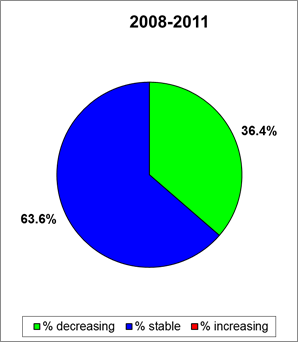 2008-2011
36.4%
63.6%
% decreasing % stable % increasing